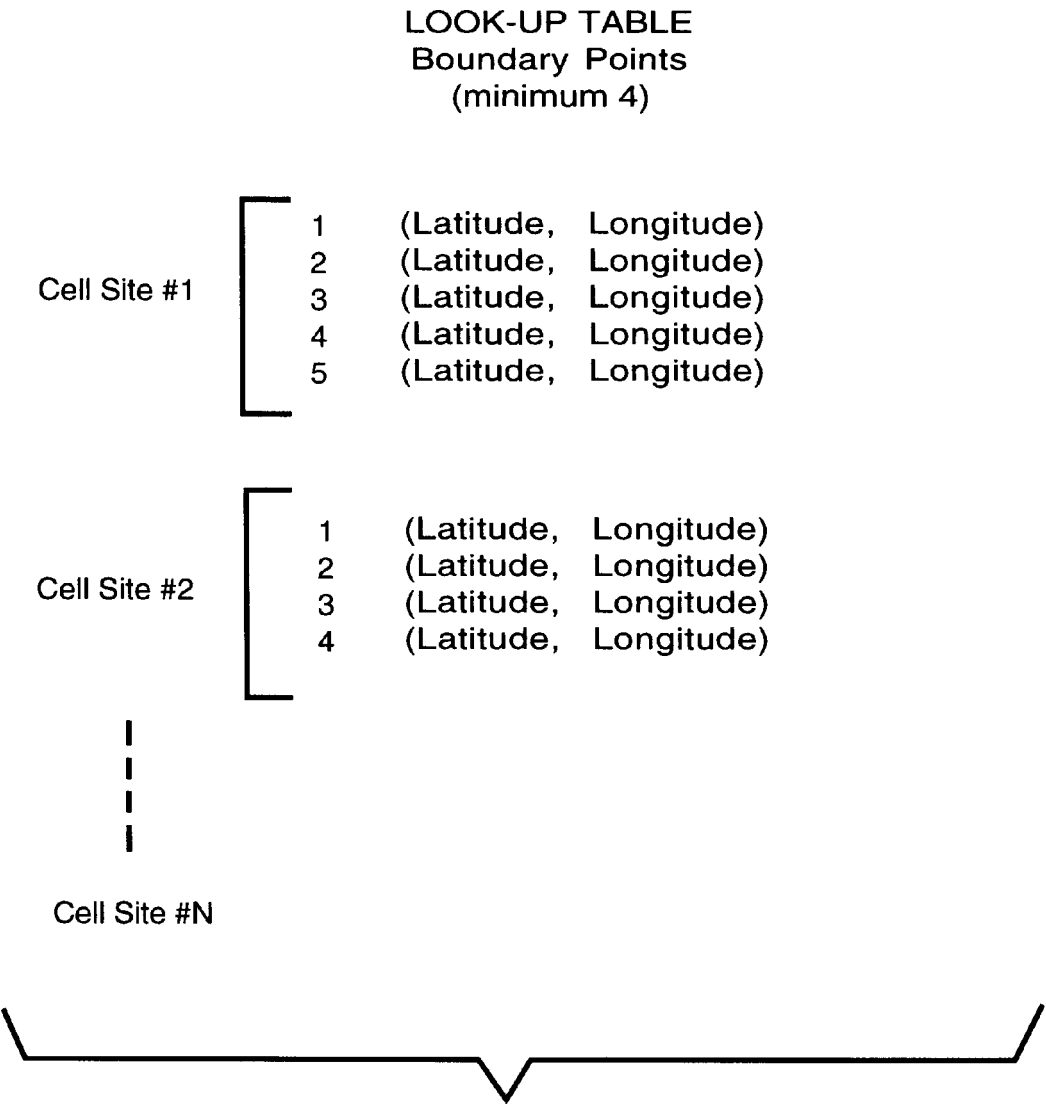 LOOK-UP TABLE
Boundary Points
(minimum 4)
Cell Site #1
1 (Latitude, Longitude)
2 (Latitude, Longitude)
3 (Latitude, Longitude)
4 (Latitude, Longitude)
5 (Latitude, Longitude)
Cell Site #2
1 (Latitude, Longitude)
2 (Latitude, Longitude)
3 (Latitude, Longitude)
4 (Latitude, Longitude)
Cell Site #N